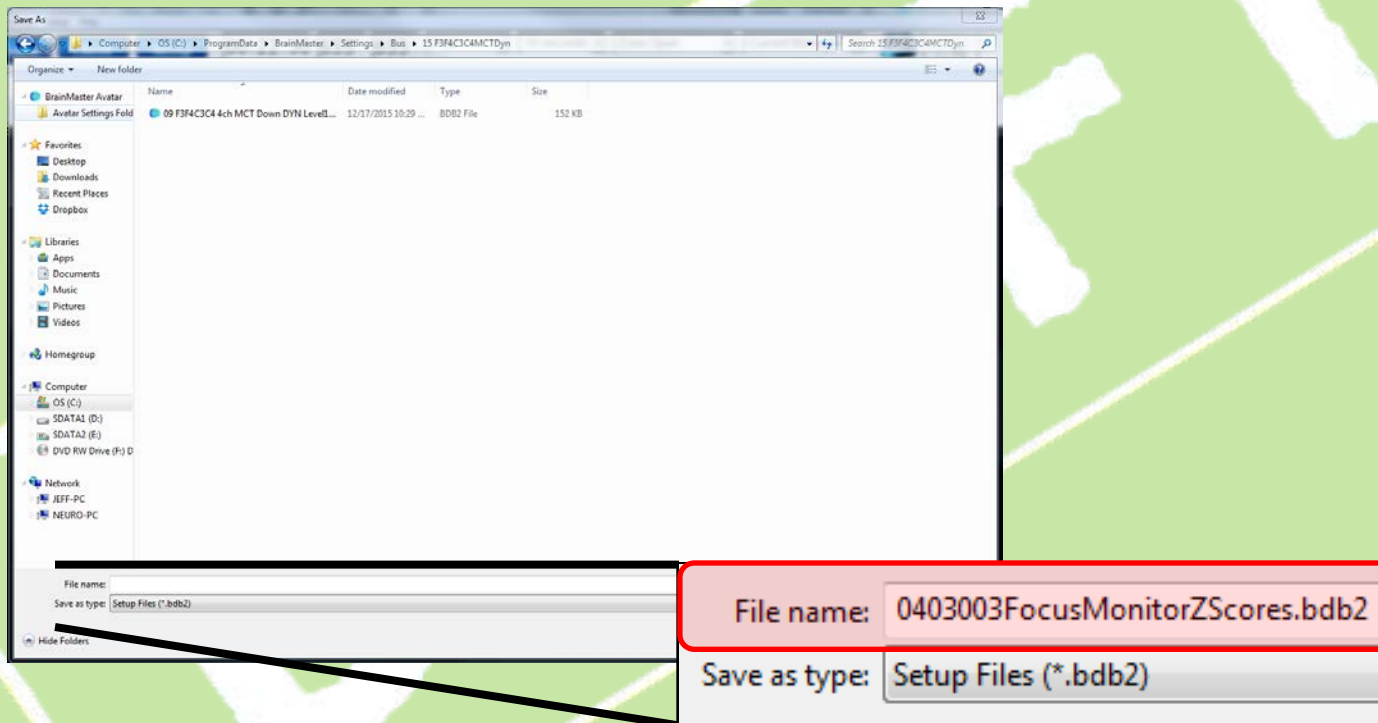 Save As
Computer ▸ OS (C:) ▸ ProgramData ▸ BrainMaster ▸ Settings ▸ Bus ▸ 15 F3F4C3C4MCTDyn
Search 15 F3F4C3C4MCTDyn
Organize New folder
Name Date modified Type Size
BrainMaster Avatar
Avatar Settings Fold
09 F3F4C3C4 4ch MCT Down DYN Level1... 12/17/2015 10:29 ... BDB2 File 152 KB
Favorites
Desktop
Downloads
Recent Places
Dropbox
Libraries
Apps
Documents
Music
Pictures
Videos
Homegroup
Computer
OS (C:)
SDATA1 (D:)
SDATA2 (E:)
DVD RW Drive (F:) D
Network
JEFF-PC
NEURO-PC
File name:
Save as type: Setup Files (*.bdb2)
Hide Folders
File name: 0403003FocusMonitorZScores.bdb2
Save as type: Setup Files (*.bdb2)